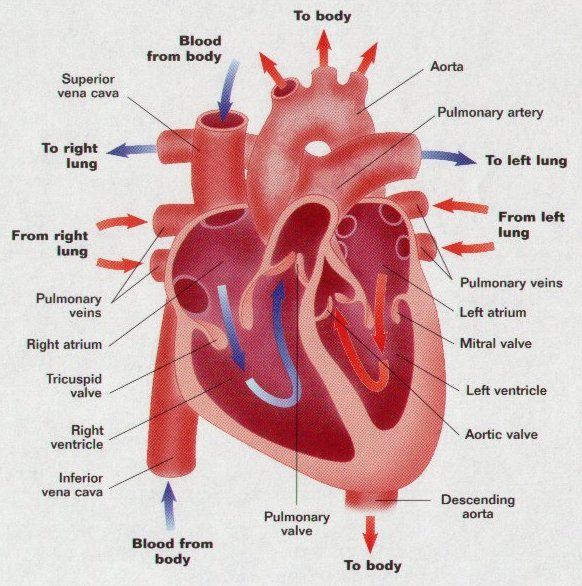 To body
Blood
from body
Superior
vena cava
Aorta
Pulmonary artery
To right
lung
To left lung
From right
lung
From left
lung
Pulmonary
veins
Pulmonary veins
Right atrium
Left atrium
Mitral valve
Tricuspid
valve
Left ventricle
Right
ventricle
Aortic valve
Inferior
vena cava
Pulmonary
valve
Descending
aorta
Blood from
body
To body